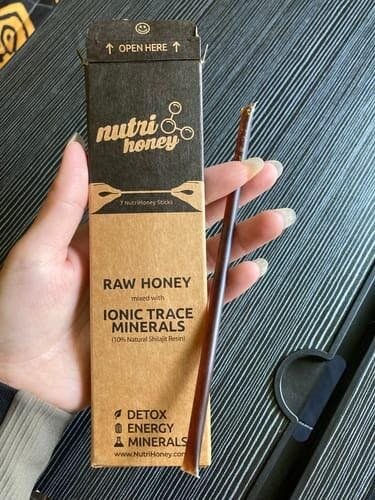 ↑ OPEN HERE ↑
nutri
honey
7 NutriHoney Sticks
RAW HONEY
mixed with
IONIC TRACE
MINERALS
(10% Natural Shilajit Resin)
DETOX
ENERGY
MINERALS
www.NutriHoney.com